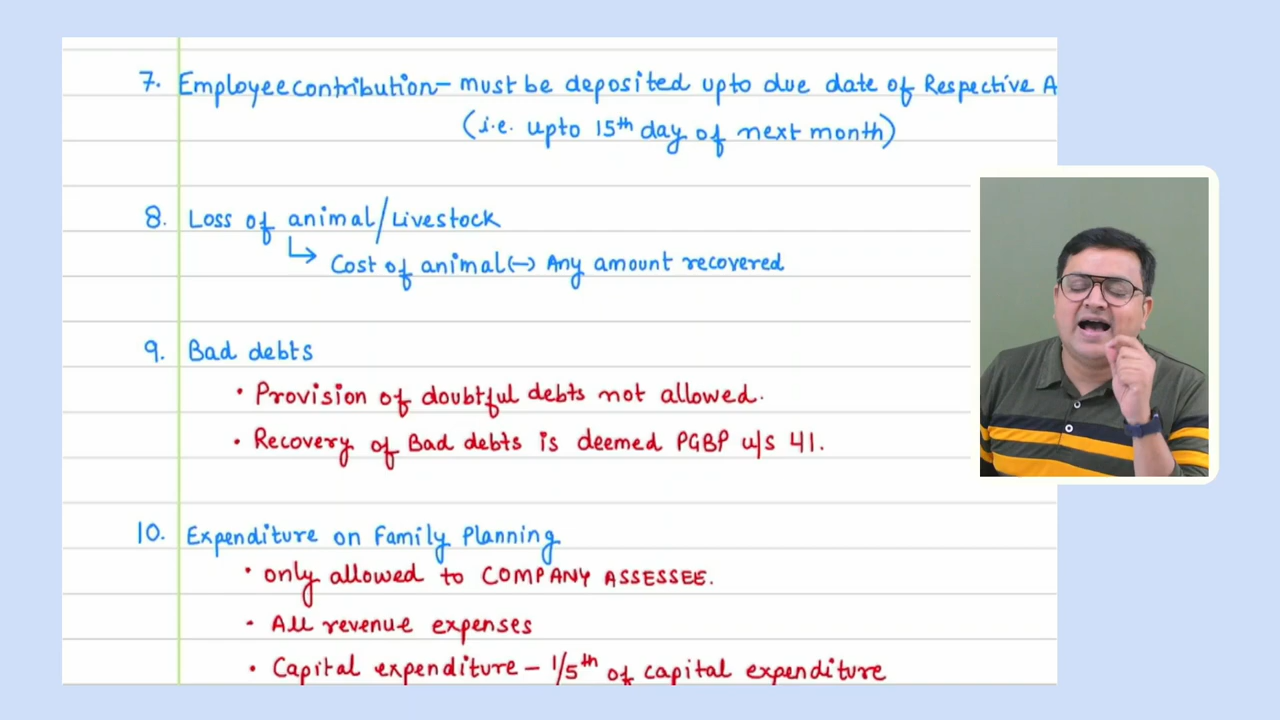 7. Employee contribution - must be deposited upto due date of Respective A
(i.e. upto 15th day of next month)
8. Loss of animal/Livestock
↳ Cost of animal (-) Any amount recovered
9. Bad debts
• Provision of doubtful debts not allowed.
• Recovery of Bad debts is deemed PGBP u/s 41.
10. Expenditure on Family Planning
• only allowed to COMPANY ASSESSEE.
• All revenue expenses
• Capital expenditure - 1/5th of capital expenditure